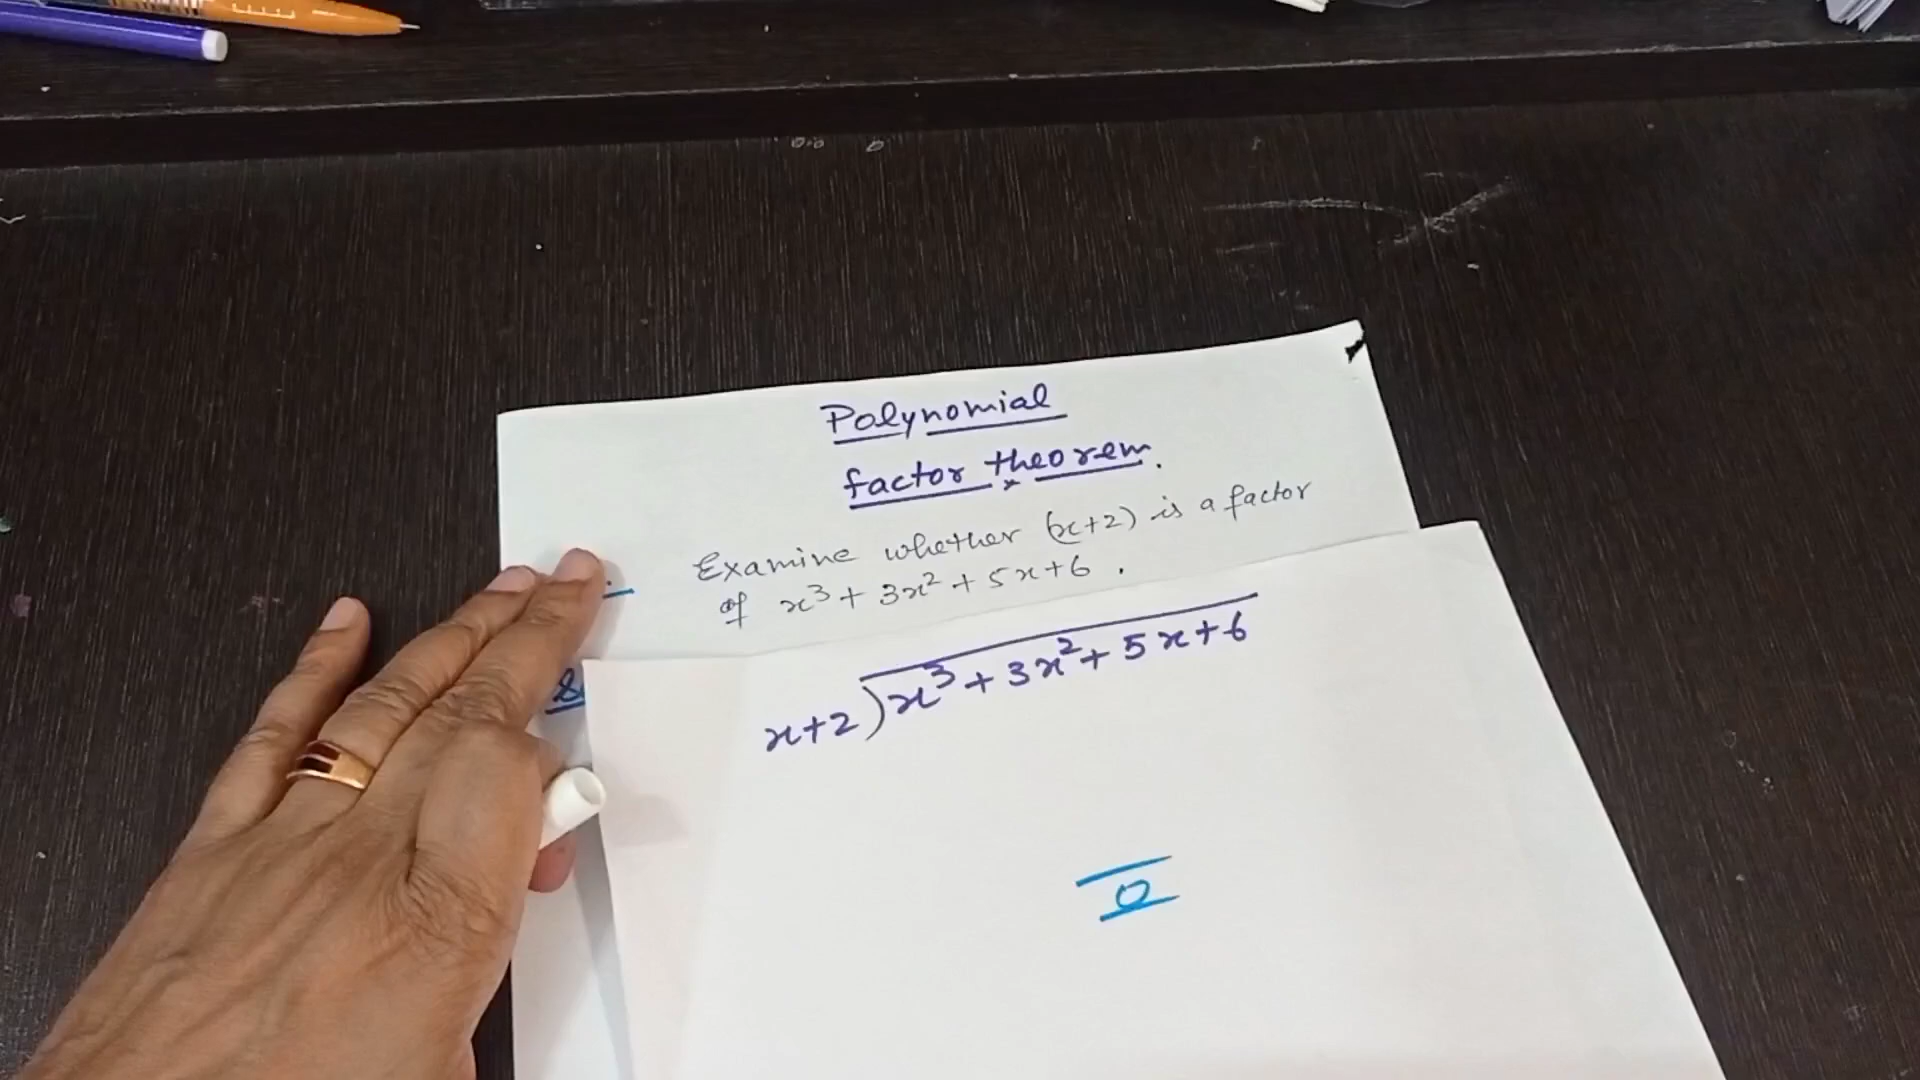 Polynomial
factor theorem.
Examine whether (x+2) is a factor
of x³ + 3x² + 5x+6 .
x+2)x³ + 3x² + 5x+6
0